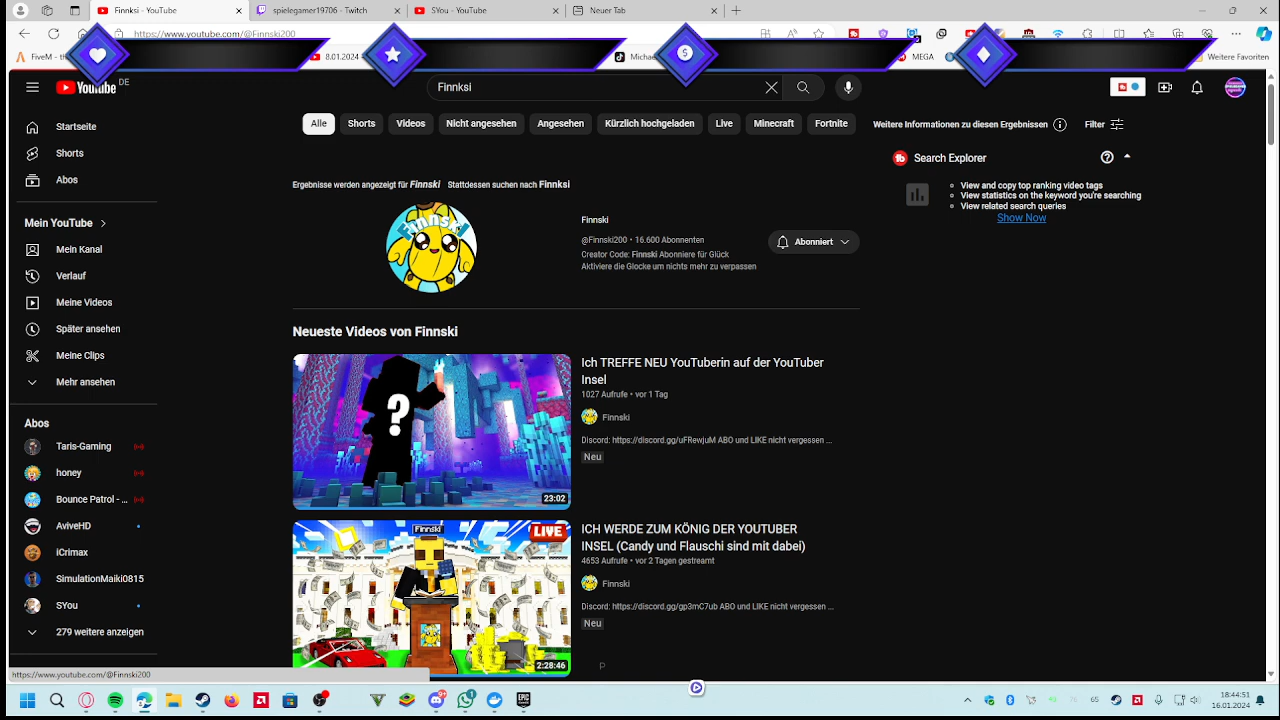 Finnksi - YouTube
spielegamer19706 - Twitch
SYou - YouTube
Neuer Tab
https://www.youtube.com/@Finnski200
FiveM -
8.01.2024
Michae
MEGA
Weitere Favoriten
YouTube DE
Finnksi
Startseite
Shorts
Abos
Mein YouTube
Mein Kanal
Verlauf
Meine Videos
Später ansehen
Meine Clips
Mehr ansehen
Abos
Taris-Gaming
honey
Bounce Patrol - ...
AviveHD
iCrimax
SimulationMaiki0815
SYou
279 weitere anzeigen
Alle
Shorts
Videos
Nicht angesehen
Angesehen
Kürzlich hochgeladen
Live
Minecraft
Fortnite
Weitere Informationen zu diesen Ergebnissen
Filter
Ergebnisse werden angezeigt für Finnski Stattdessen suchen nach Finnksi
Finnski
Finnski
@Finnski200 • 16.600 Abonnenten
Creator Code: Finnski Abonniere für Glück
Aktiviere die Glocke um nichts mehr zu verpassen
Abonniert
Neueste Videos von Finnski
?
23:02
Ich TREFFE NEU YouTuberin auf der YouTuber
Insel
1027 Aufrufe • vor 1 Tag
Finnski
Discord: https://discord.gg/uFRewjuM ABO und LIKE nicht vergessen ...
Neu
Finnski
LIVE
2:28:46
ICH WERDE ZUM KÖNIG DER YOUTUBER
INSEL (Candy und Flauschi sind mit dabei)
4653 Aufrufe • vor 2 Tagen gestreamt
Finnski
Discord: https://discord.gg/gp3mC7ub ABO und LIKE nicht vergessen ...
Neu
P
tb Search Explorer
View and copy top ranking video tags
View statistics on the keyword you're searching
View related search queries
Show Now
https://www.youtube.com/@Finnski200
18:44:51
16.01.2024